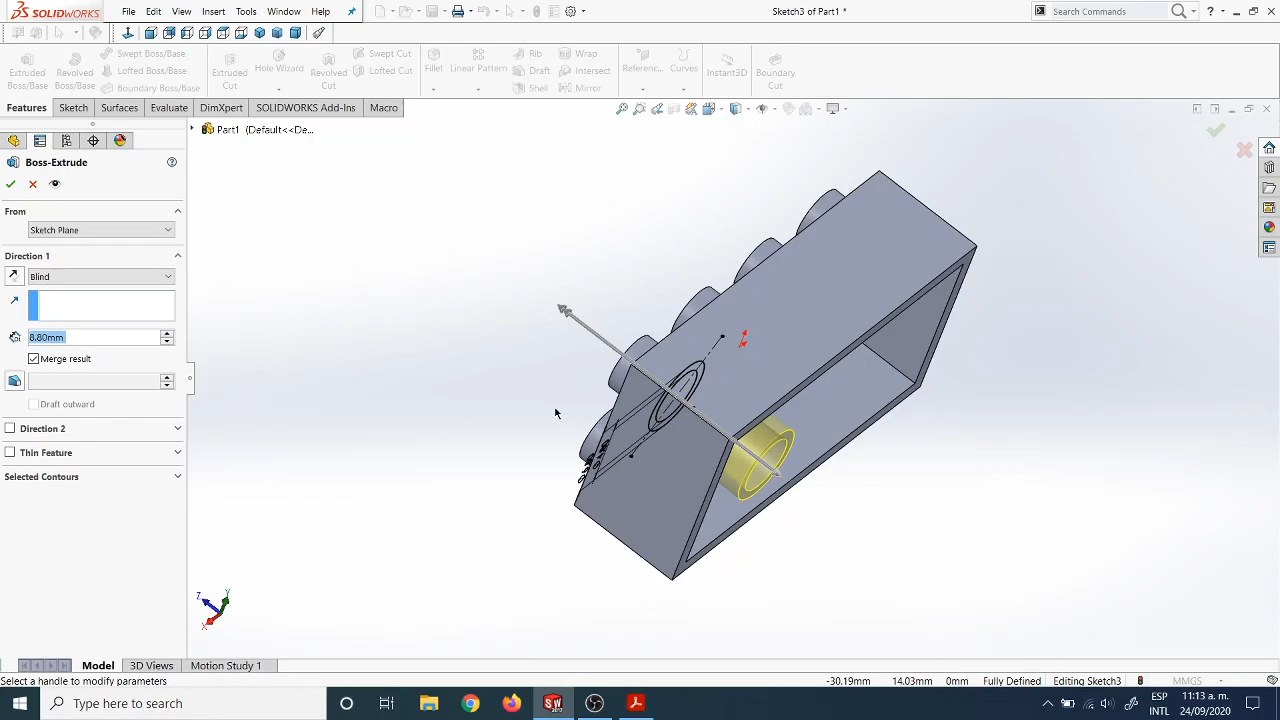 SOLIDWORKS
File
Edit
View
Insert
Tools
Window
Help
Sketch3 of Part1 *
Search Commands
?
Extruded Boss/Base
Revolved Boss/Base
Swept Boss/Base
Lofted Boss/Base
Boundary Boss/Base
Extruded Cut
Hole Wizard
Revolved Cut
Swept Cut
Lofted Cut
Fillet
Linear Pattern
Rib
Draft
Shell
Wrap
Intersect
Mirror
Referenc...
Curves
Instant3D
Boundary Cut
Features
Sketch
Surfaces
Evaluate
DimXpert
SOLIDWORKS Add-Ins
Macro
Part1 (Default<<De...
Boss-Extrude
From
Sketch Plane
Direction 1
Blind
8.80mm
Merge result
Draft outward
Direction 2
Thin Feature
Selected Contours
Z
Y
X
Model
3D Views
Motion Study 1
Select a handle to modify parameters
-30.19mm
14.03mm
0mm
Fully Defined
Editing Sketch3
MMGS
Type here to search
SW
2017
ESP
INTL
11:13 a. m.
24/09/2020